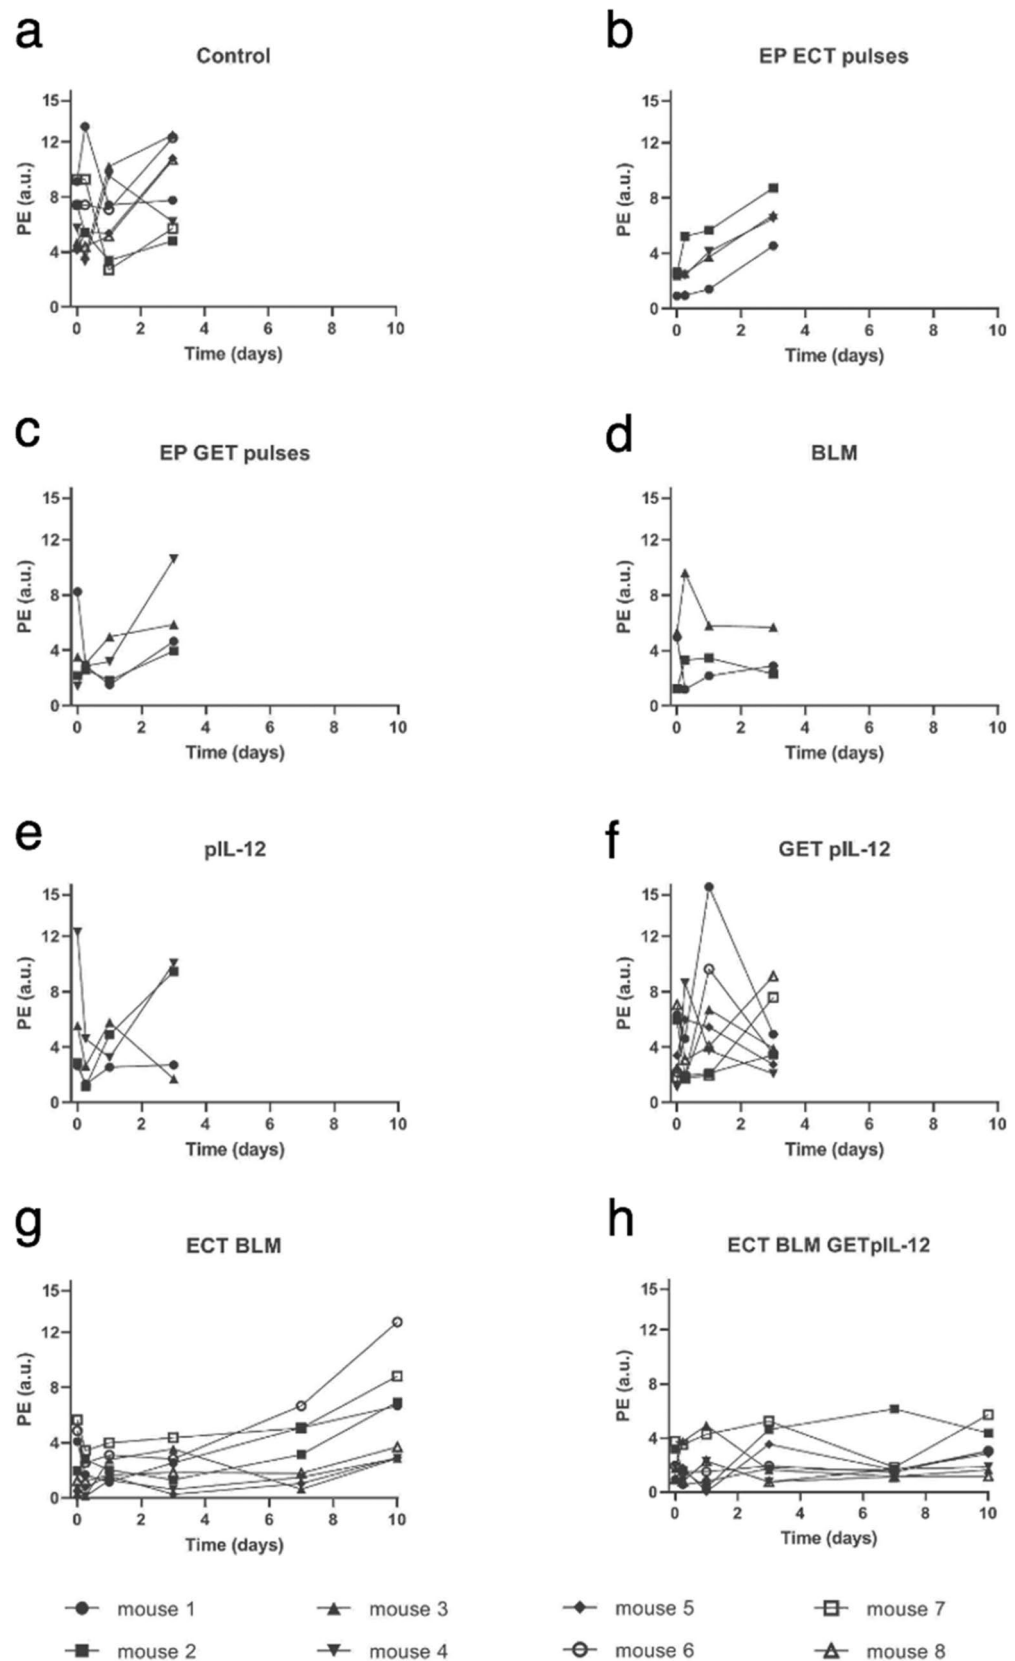 a
Control
PE (a.u.)
15
12
8
4
0
0 2 4 6 8 10
Time (days)
b
EP ECT pulses
PE (a.u.)
15
12
8
4
0
0 2 4 6 8 10
Time (days)
c
EP GET pulses
PE (a.u.)
15
12
8
4
0
0 2 4 6 8 10
Time (days)
d
BLM
PE (a.u.)
15
12
8
4
0
0 2 4 6 8 10
Time (days)
e
pIL-12
PE (a.u.)
15
12
8
4
0
0 2 4 6 8 10
Time (days)
f
GET pIL-12
PE (a.u.)
15
12
8
4
0
0 2 4 6 8 10
Time (days)
g
ECT BLM
PE (a.u.)
15
12
8
4
0
0 2 4 6 8 10
Time (days)
h
ECT BLM GETpIL-12
PE (a.u.)
15
12
8
4
0
0 2 4 6 8 10
Time (days)
mouse 1 mouse 3 mouse 5 mouse 7
mouse 2 mouse 4 mouse 6 mouse 8